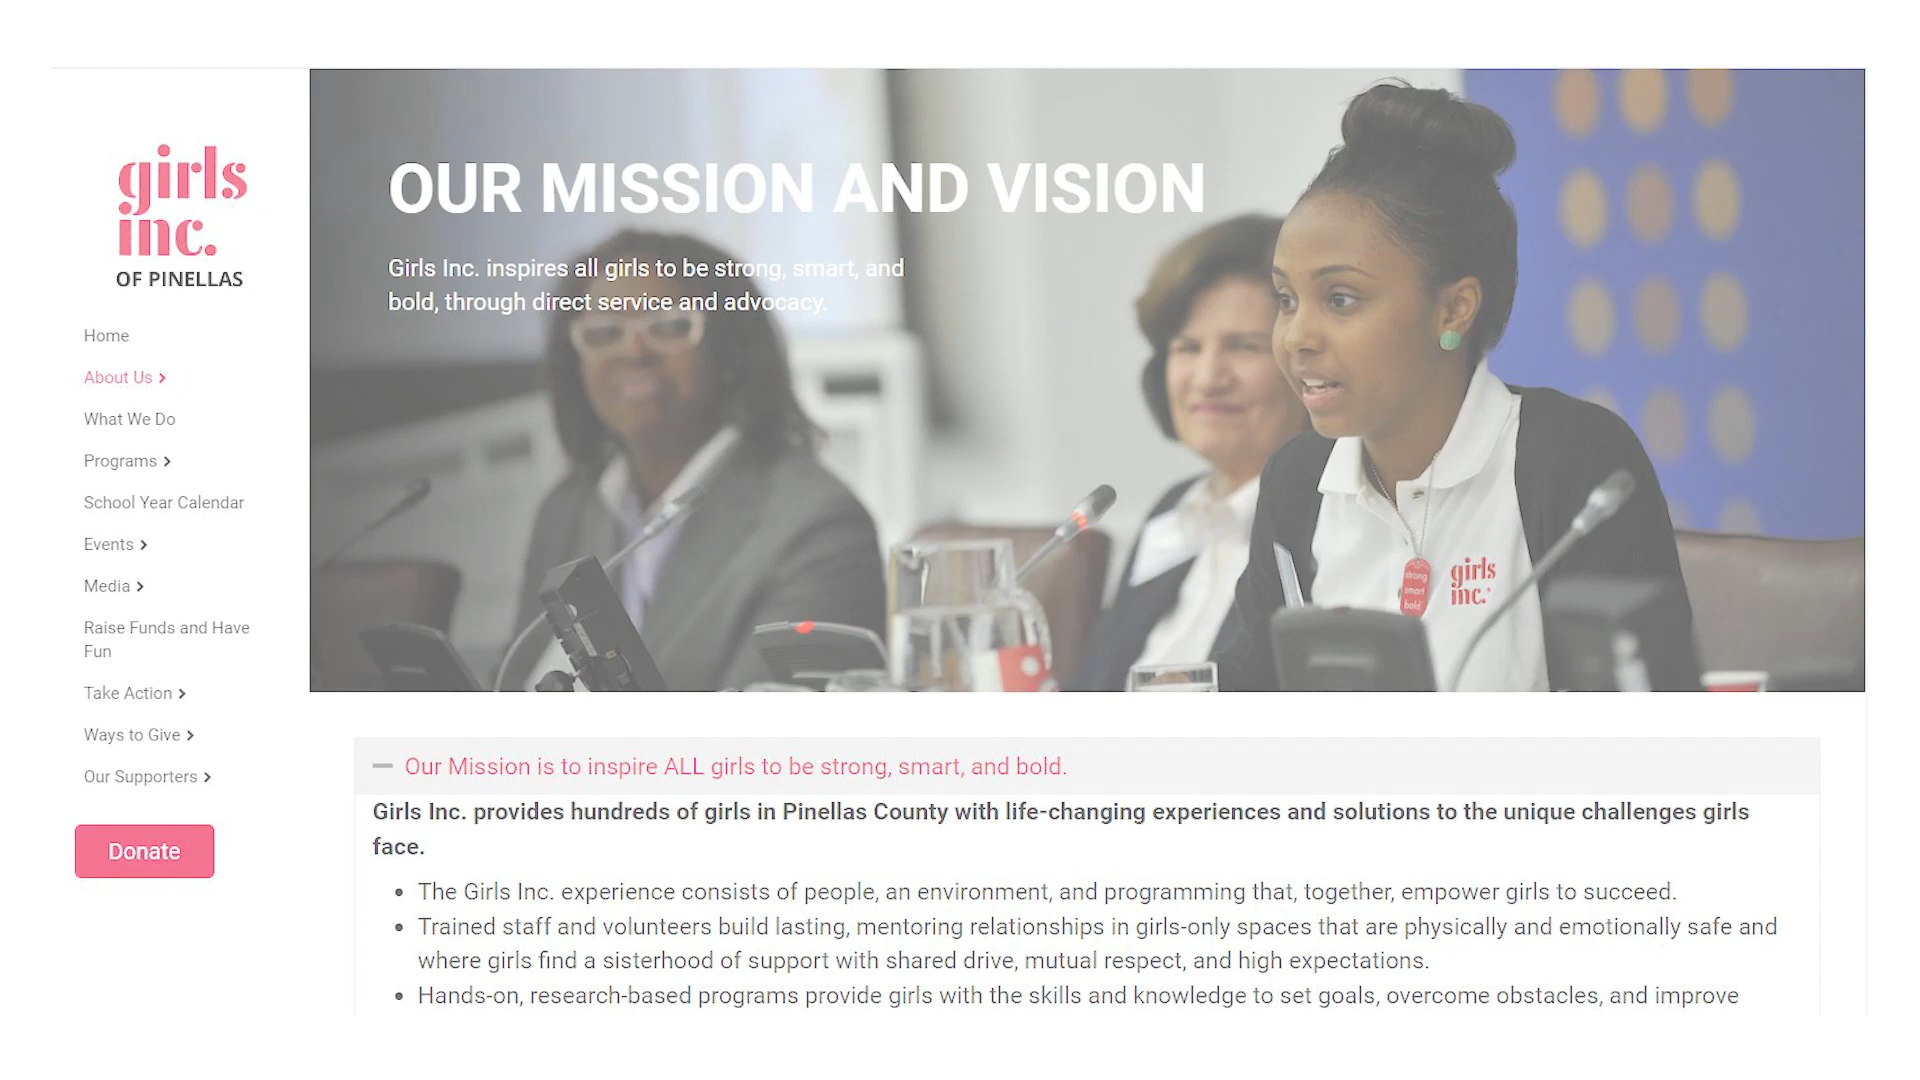 girls
inc.
OF PINELLAS
Home
About Us
What We Do
Programs
School Year Calendar
Events
Media
Raise Funds and Have
Fun
Take Action
Ways to Give
Our Supporters
Donate
OUR MISSION AND VISION
Girls Inc. inspires all girls to be strong, smart, and
bold, through direct service and advocacy.
strong
smart
bold
girls
inc.
Our Mission is to inspire ALL girls to be strong, smart, and bold.
Girls Inc. provides hundreds of girls in Pinellas County with life-changing experiences and solutions to the unique challenges girls
face.
• The Girls Inc. experience consists of people, an environment, and programming that, together, empower girls to succeed.
• Trained staff and volunteers build lasting, mentoring relationships in girls-only spaces that are physically and emotionally safe and
where girls find a sisterhood of support with shared drive, mutual respect, and high expectations.
• Hands-on, research-based programs provide girls with the skills and knowledge to set goals, overcome obstacles, and improve